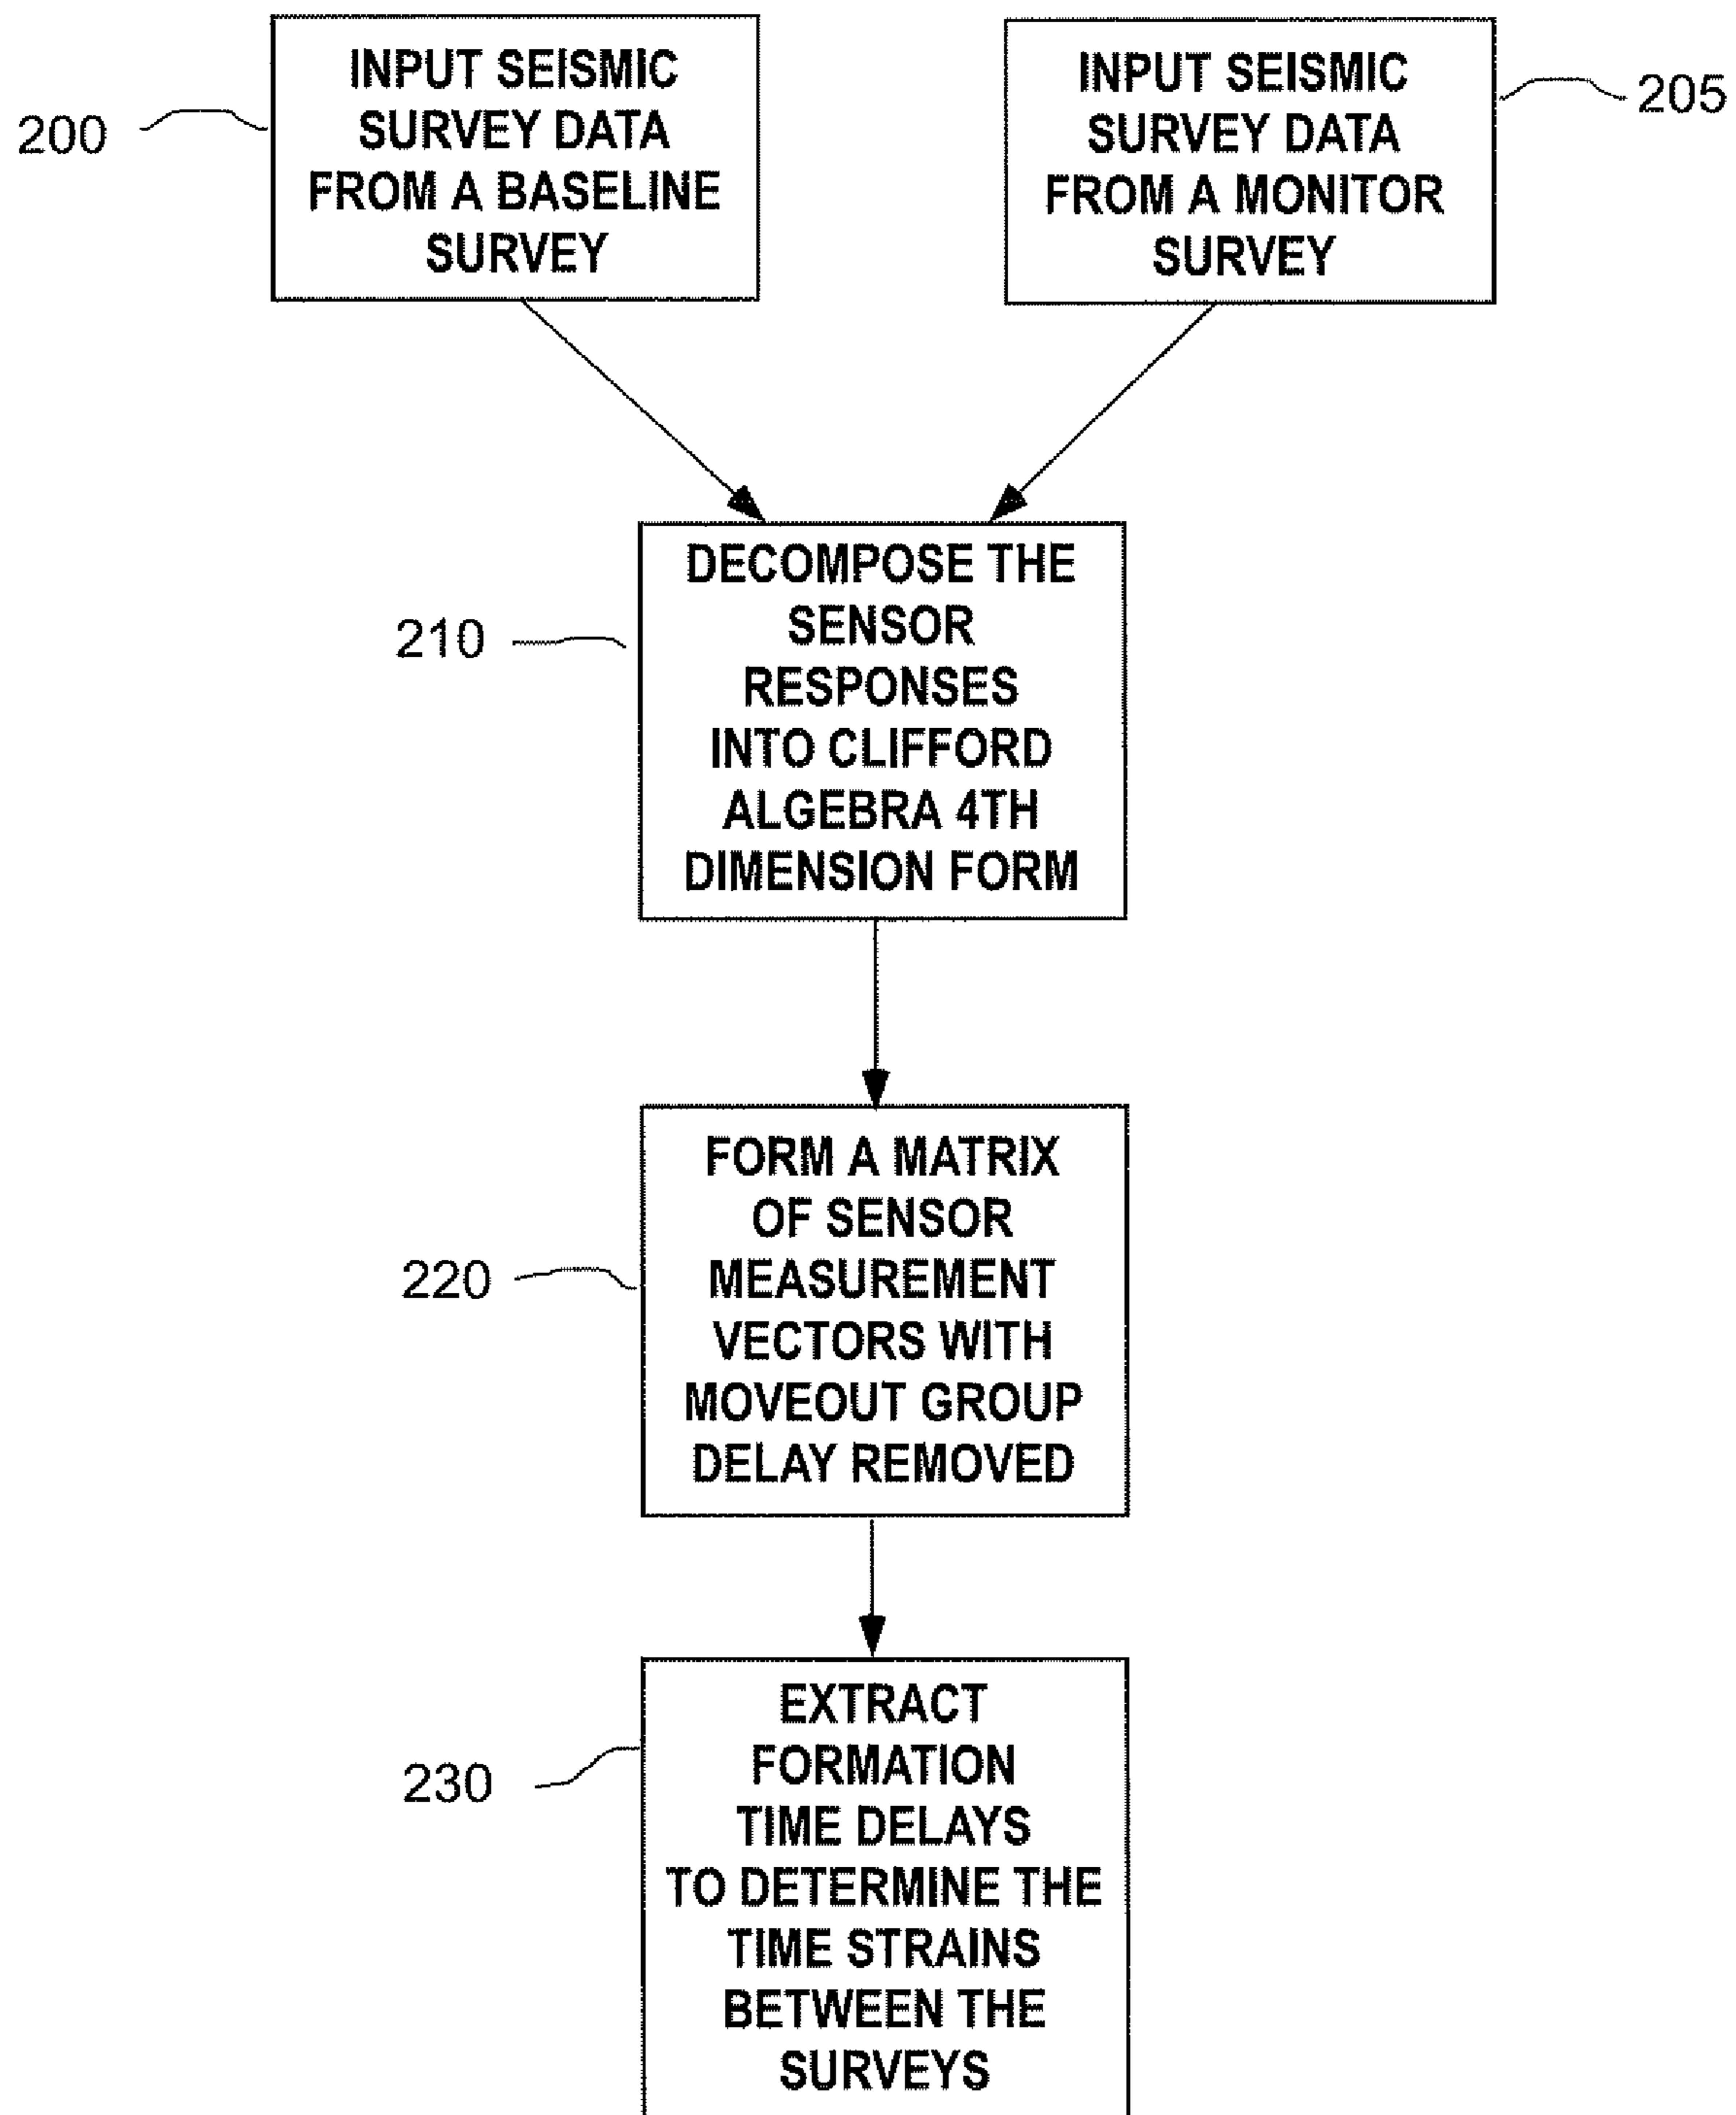 200
INPUT SEISMIC
SURVEY DATA
FROM A BASELINE
SURVEY
INPUT SEISMIC
SURVEY DATA
FROM A MONITOR
SURVEY
205
210
DECOMPOSE THE
SENSOR
RESPONSES
INTO CLIFFORD
ALGEBRA 4TH
DIMENSION FORM
220
FORM A MATRIX
OF SENSOR
MEASUREMENT
VECTORS WITH
MOVEOUT GROUP
DELAY REMOVED
230
EXTRACT
FORMATION
TIME DELAYS
TO DETERMINE THE
TIME STRAINS
BETWEEN THE
SURVEYS